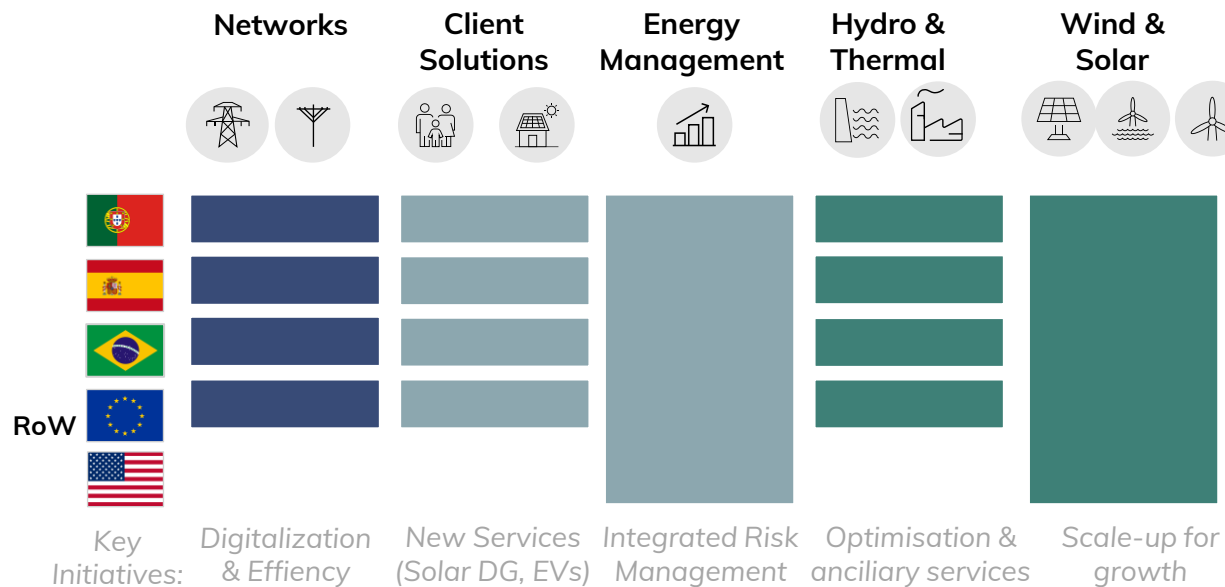 Networks
Client
Solutions
Energy
Management
Hydro &
Thermal
Wind &
Solar
RoW
Key
Initiatives:
Digitalization
& Effiency
New Services
(Solar DG, EVs)
Integrated Risk
Management
Optimisation &
anciliary services
Scale-up for
growth